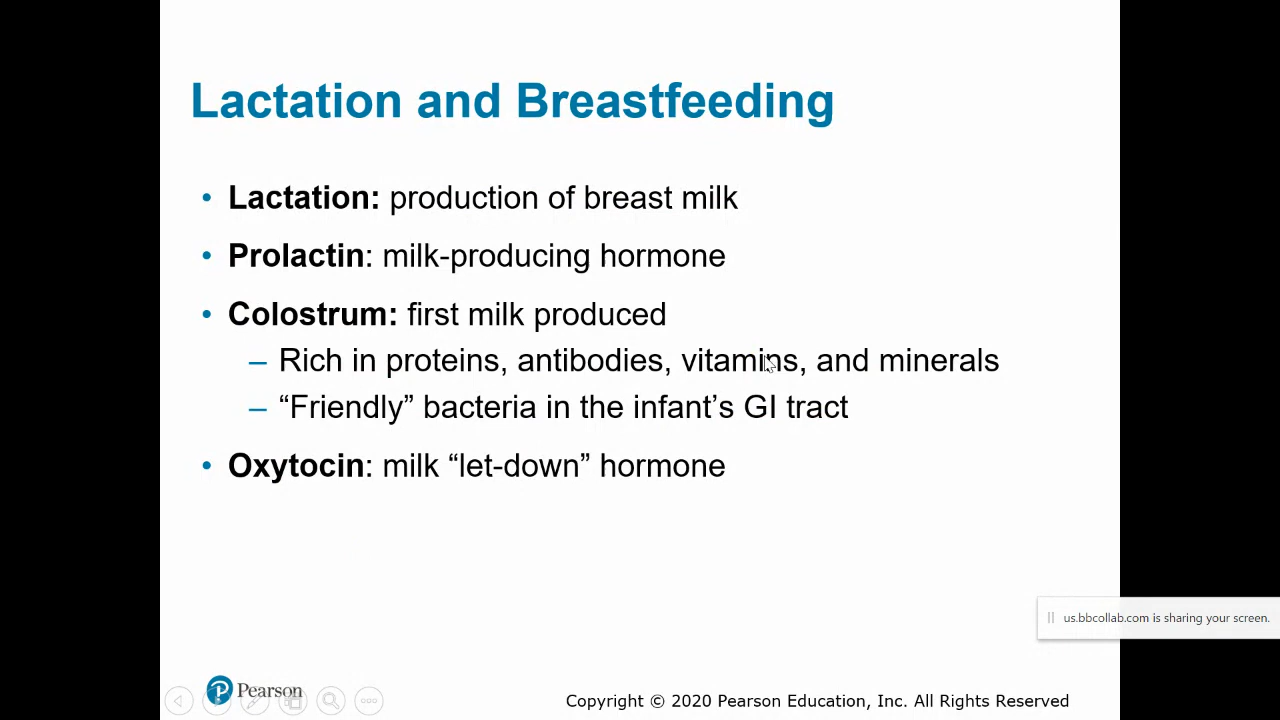 Lactation and Breastfeeding
• Lactation: production of breast milk
• Prolactin: milk-producing hormone
• Colostrum: first milk produced
– Rich in proteins, antibodies, vitamins, and minerals
– “Friendly” bacteria in the infant’s GI tract
• Oxytocin: milk “let-down” hormone
us.bbcollab.com is sharing your screen.
Pearson
Copyright © 2020 Pearson Education, Inc. All Rights Reserved